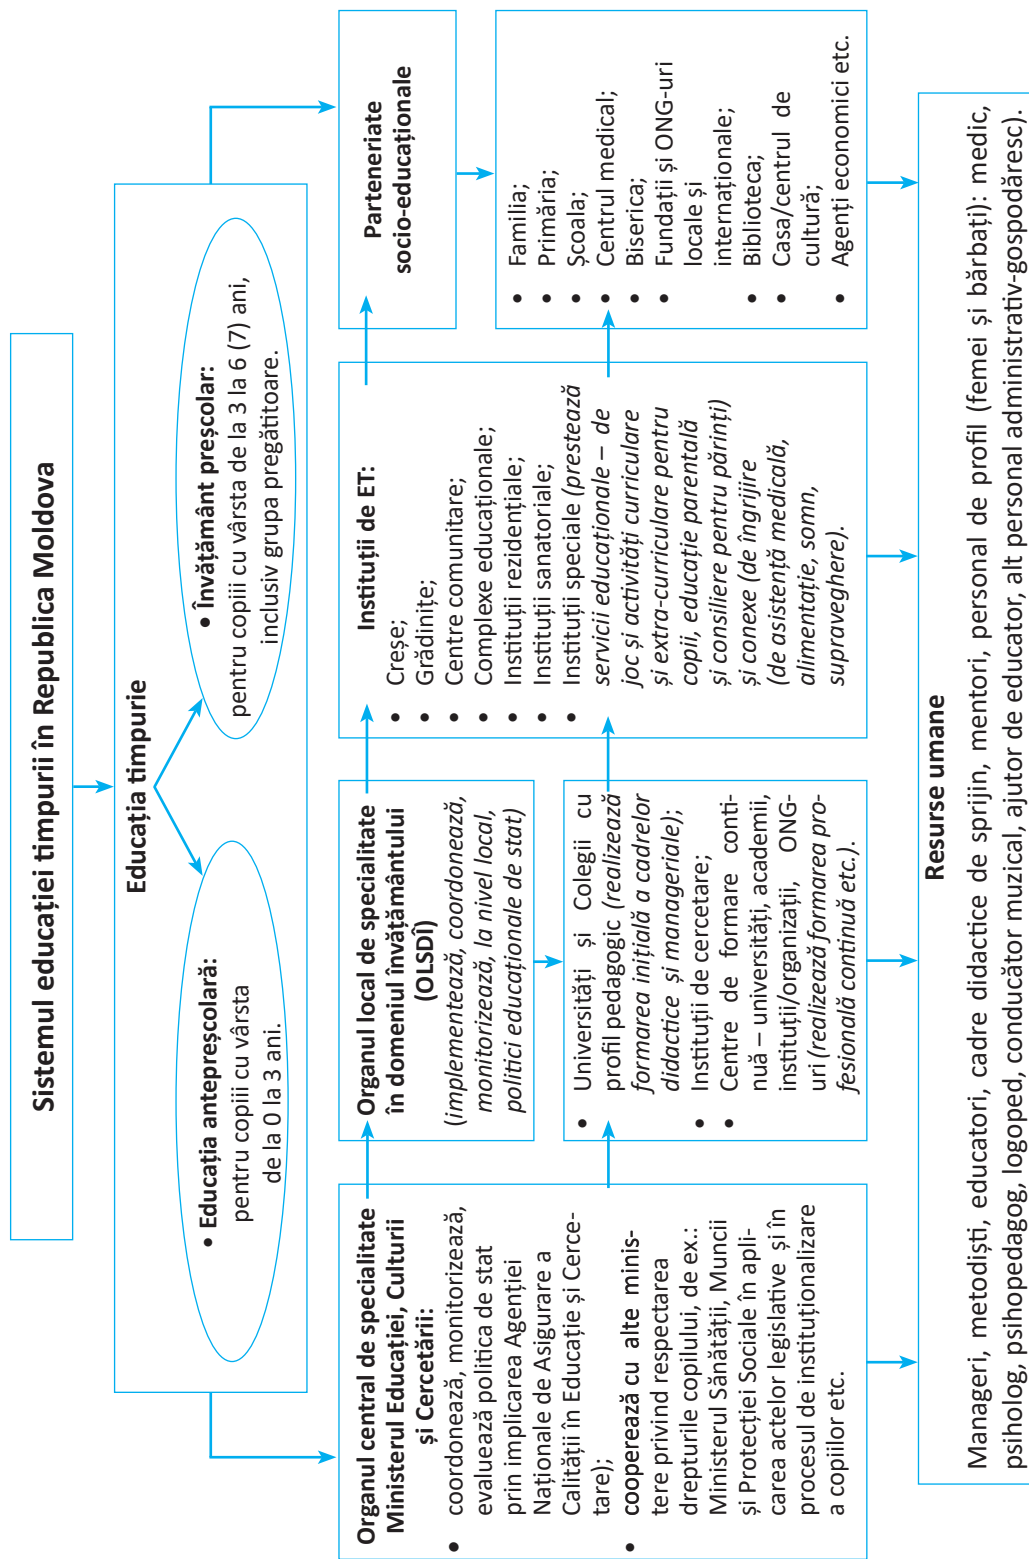 Sistemul educației timpurii în Republica Moldova
Educația timpurie
• Educația antepreșcolară:
pentru copiii cu vârsta
de la 0 la 3 ani.
• Învățământ preșcolar:
pentru copiii cu vârsta de la 3 la 6 (7) ani,
inclusiv grupa pregătitoare.
Organul central de specialitate
Ministerul Educației, Culturii
și Cercetării:
• coordonează, monitorizează,
evaluează politica de stat
prin implicarea Agenției
Naționale de Asigurare a
Calității în Educație și Cerce-
tare);
• cooperează cu alte minis-
tere privind respectarea
drepturile copilului, de ex.:
Ministerul Sănătății, Muncii
și Protecției Sociale în apli-
carea actelor legislative și în
procesul de instituționalizare
a copiilor etc.
Organul local de specialitate
în domeniul învățământului
(OLSDÎ)
(implementează, coordonează,
monitorizează, la nivel local,
politici educaționale de stat)
• Universități și Colegii cu
profil pedagogic (realizează
formarea inițială a cadrelor
didactice și manageriale);
• Instituții de cercetare;
• Centre de formare conti-
nuă – universități, academii,
instituții/organizații, ONG-
uri (realizează formarea pro-
fesională continuă etc.).
Instituții de ET:
• Creșe;
• Grădinițe;
• Centre comunitare;
• Complexe educaționale;
• Instituții rezidențiale;
• Instituții sanatoriale;
• Instituții speciale (prestează
servicii educaționale – de
joc și activități curriculare
și extra-curriculare pentru
copii, educație parentală
și consiliere pentru părinți)
și conexe (de îngrijire
(de asistență medicală,
alimentație, somn,
supraveghere).
Parteneriate
socio-educaționale
• Familia;
• Primăria;
• Școala;
• Centrul medical;
• Biserica;
• Fundații și ONG-uri
locale și
internaționale;
• Biblioteca;
• Casa/centrul de
cultură;
• Agenți economici etc.
Resurse umane
Manageri, metodiști, educatori, cadre didactice de sprijin, mentori, personal de profil (femei și bărbați): medic,
psiholog, psihopedagog, logoped, conducător muzical, ajutor de educator, alt personal administrativ-gospodăresc).